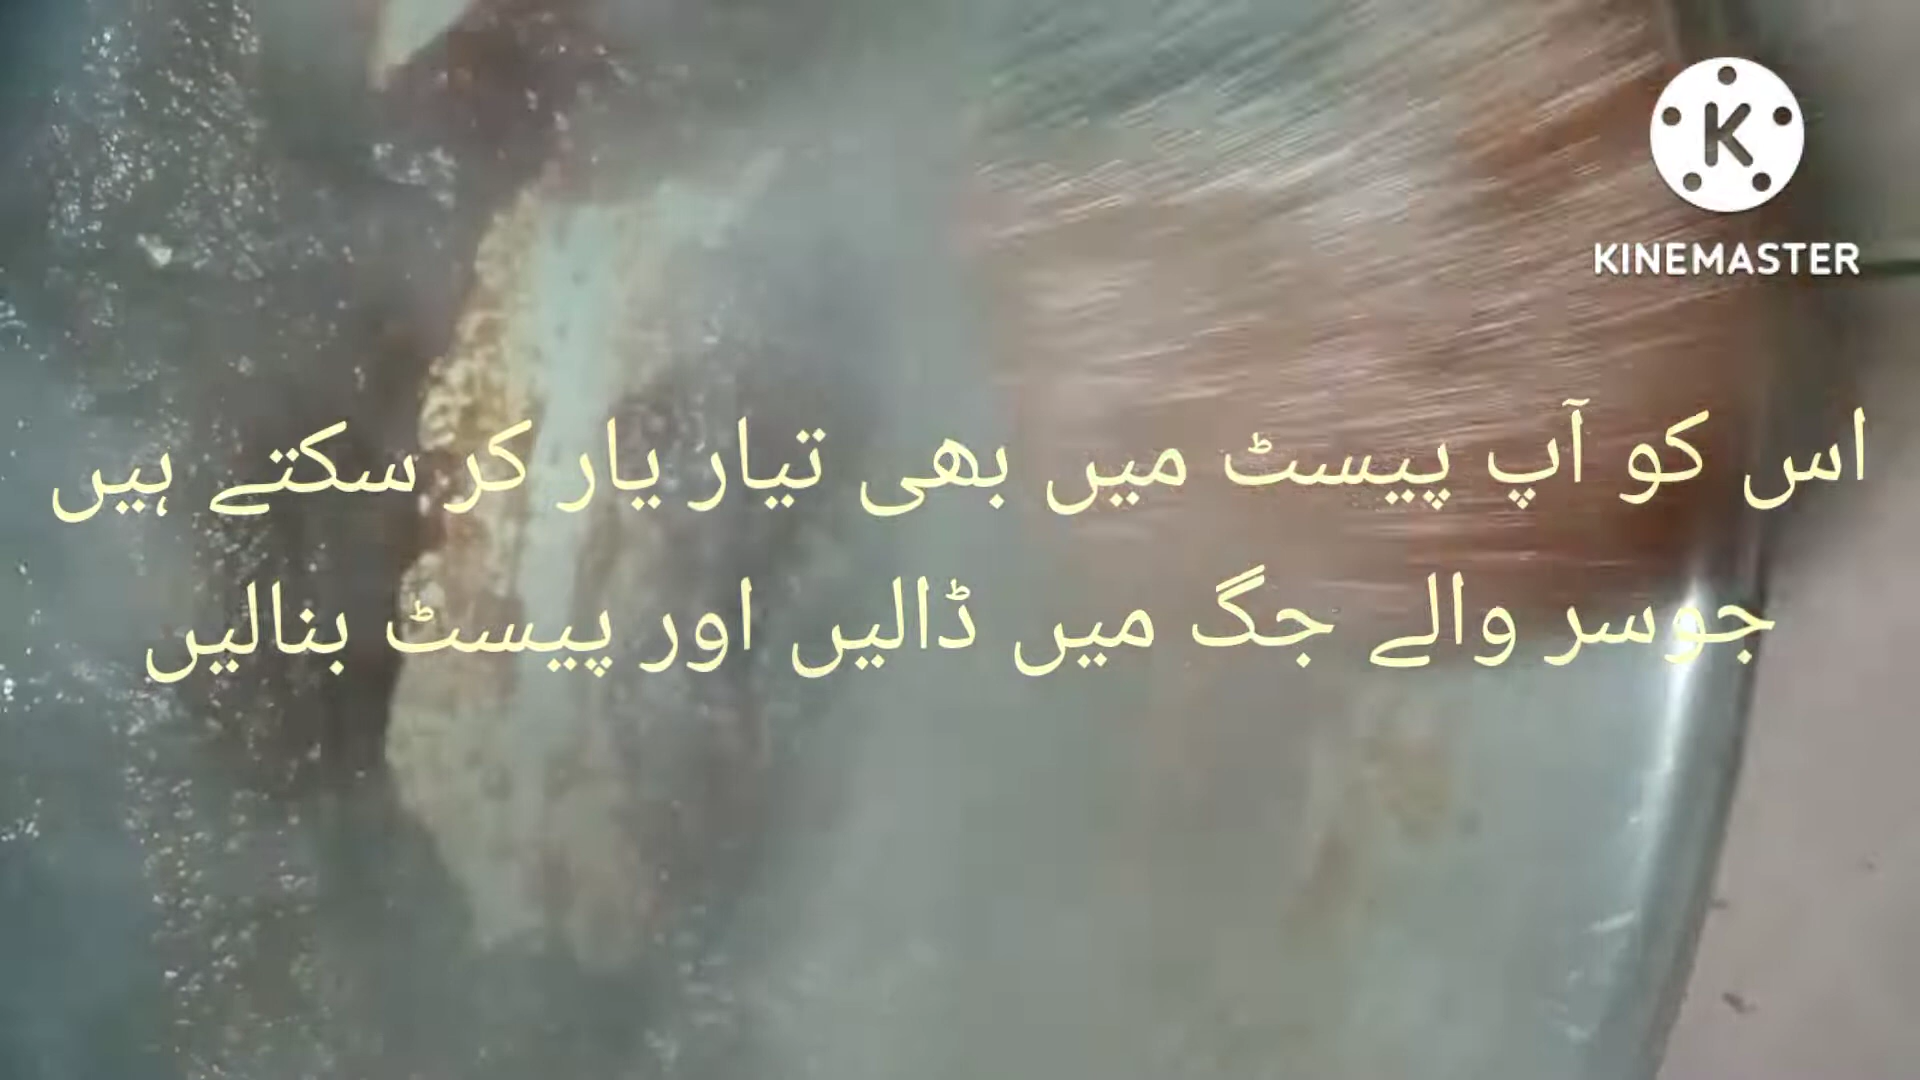 KINEMASTER
اس کو آپ پیسٹ میں بھی تیار یار کر سکتے ہیں
جوسر والے جگ میں ڈالیں اور پیسٹ بنالیں